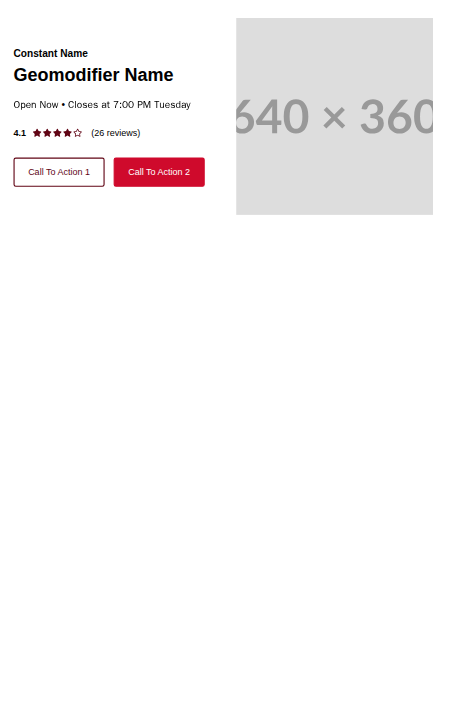 Constant Name
Geomodifier Name
Open Now • Closes at 7:00 PM Tuesday
4.1 (26 reviews)
Call To Action 1
Call To Action 2
640 × 360